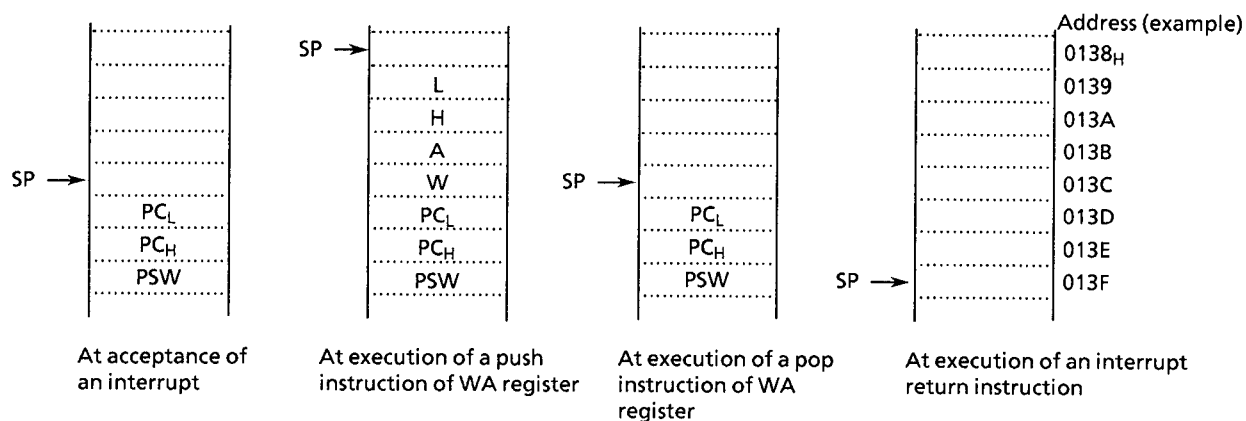 Address (example)
SP
0138H
L
0139
H
013A
A
013B
SP
W
SP
013C
PCL
PCL
PCL
013D
PCH
PCH
PCH
013E
PSW
PSW
PSW
SP
013F
At acceptance of
an interrupt
At execution of a push
instruction of WA register
At execution of a pop
instruction of WA
register
At execution of an interrupt
return instruction